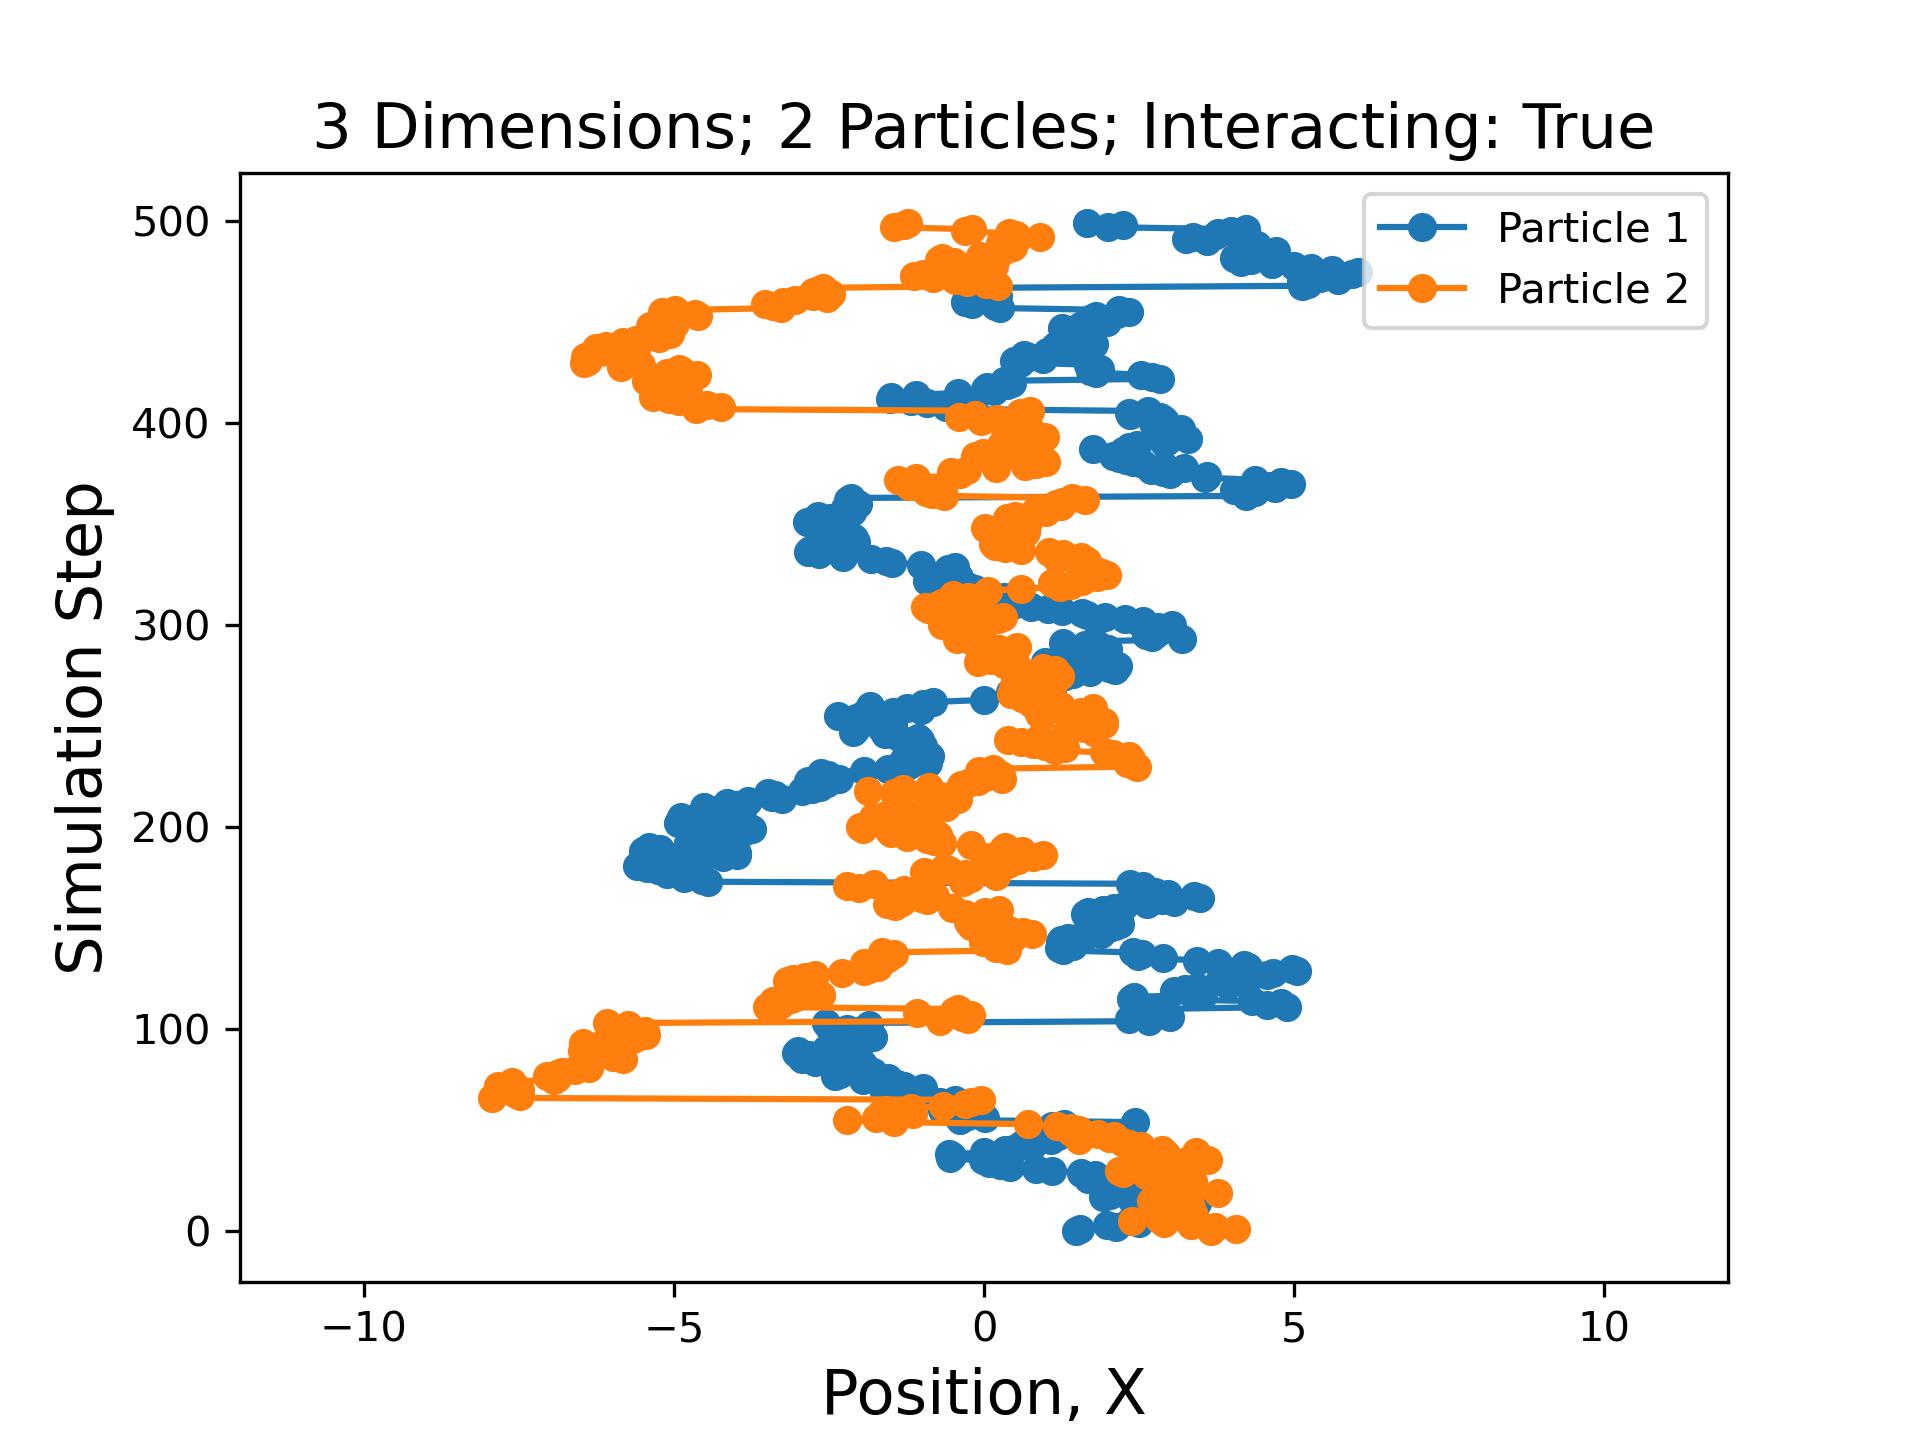 3 Dimensions; 2 Particles; Interacting: True
Particle 1
Particle 2
Simulation Step
500
400
300
200
100
0
−10
−5
0
5
10
Position, X